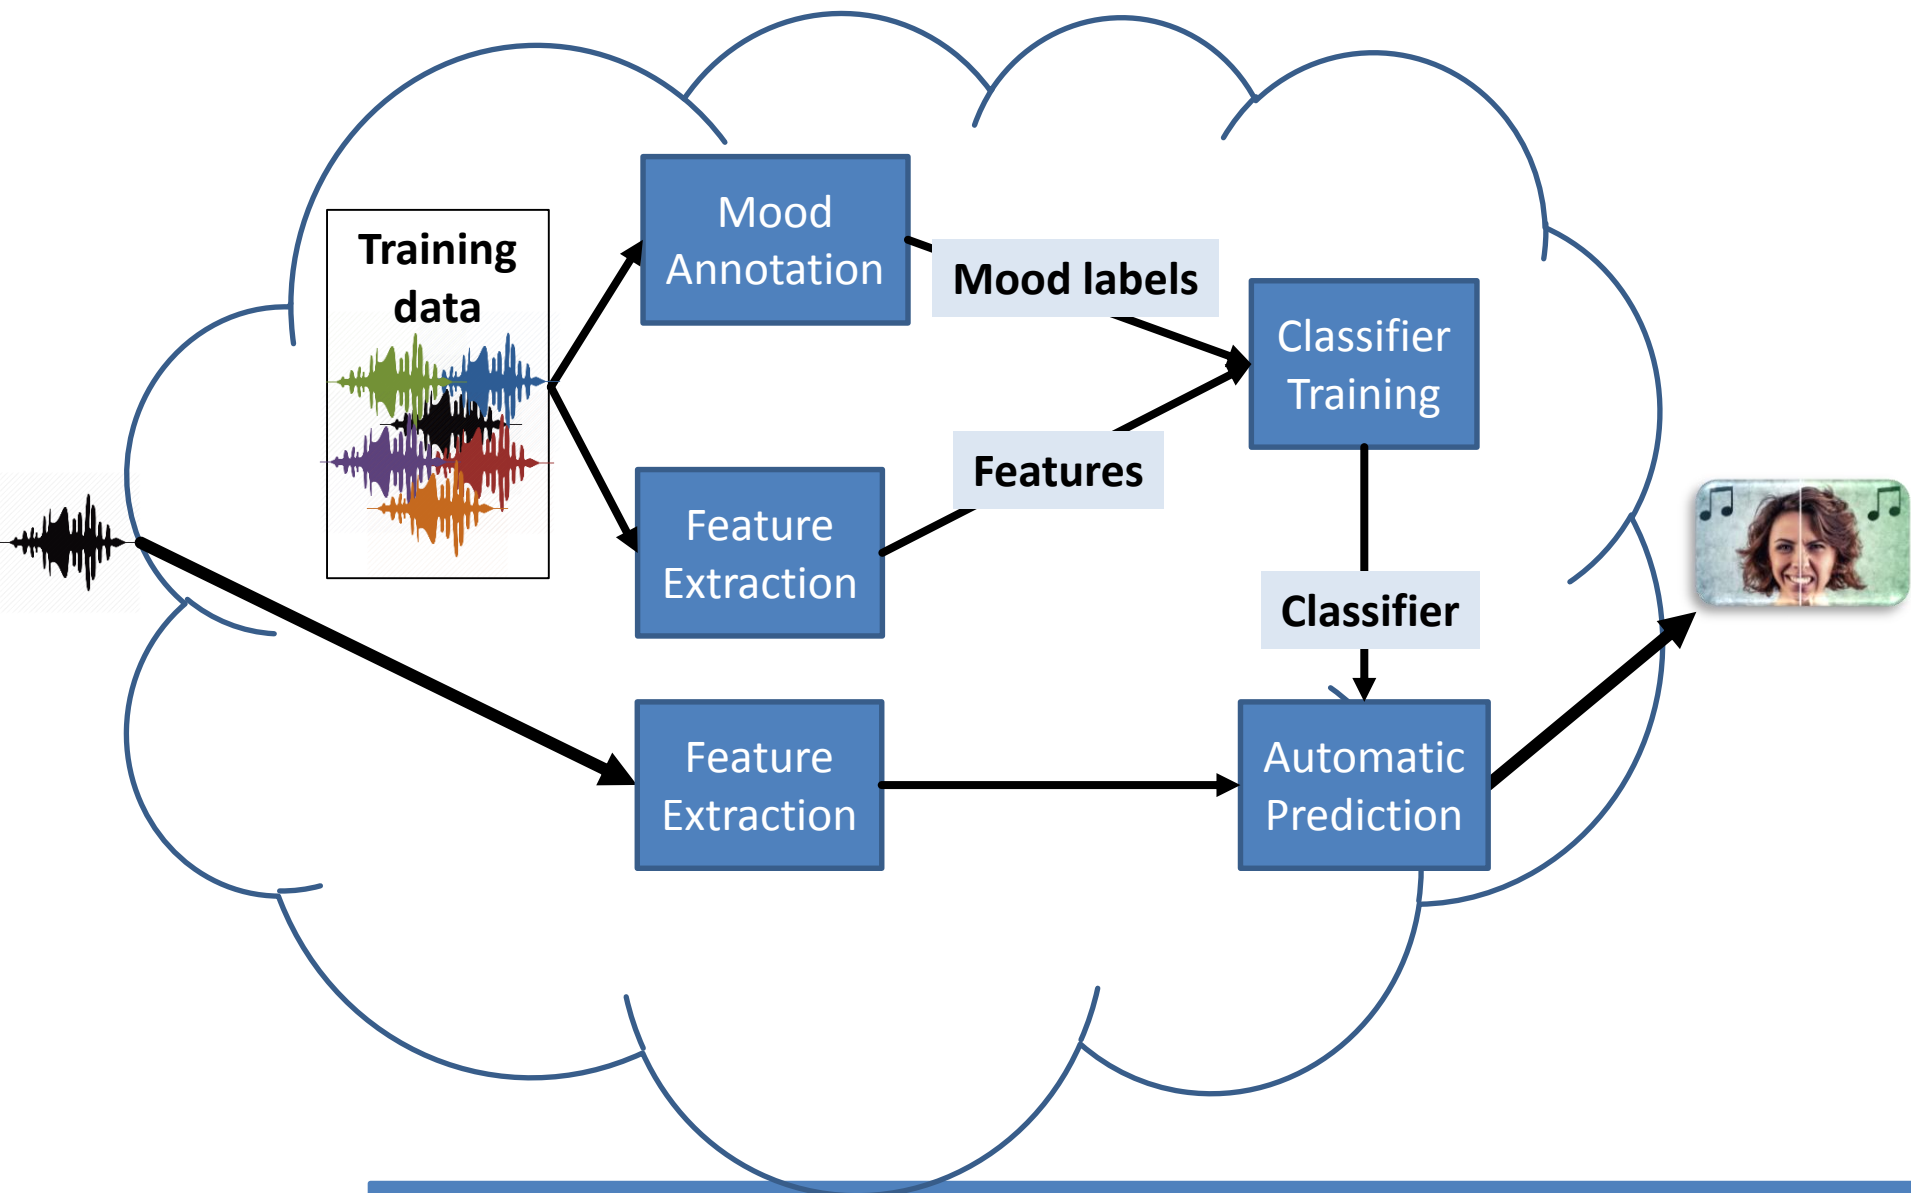 Training
data
Mood
Annotation
Mood labels
Classifier
Training
Features
Feature
Extraction
Classifier
Feature
Extraction
Automatic
Prediction